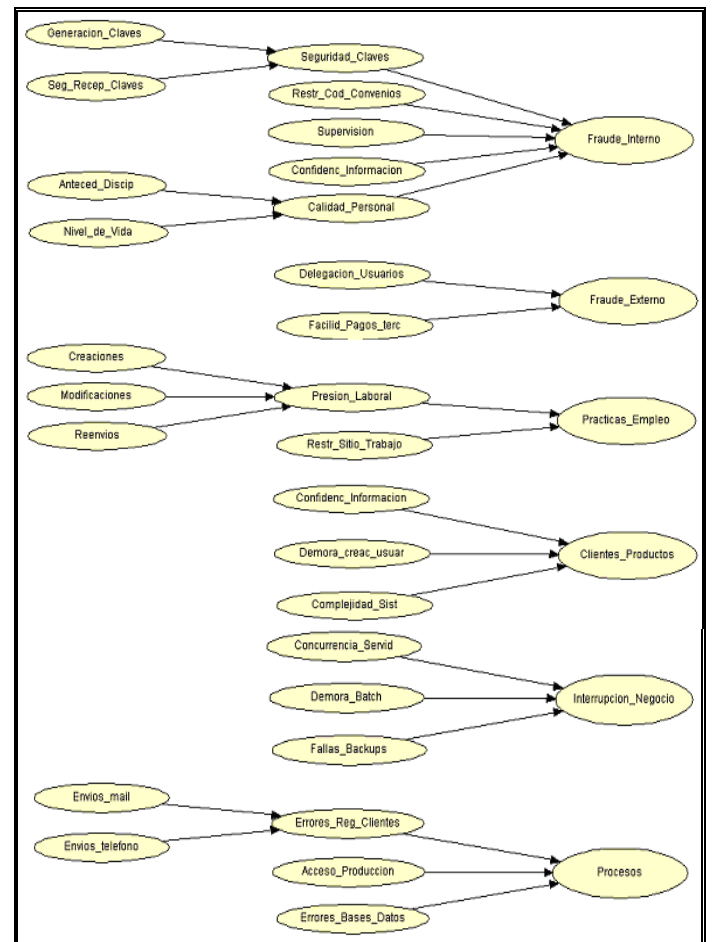 Generacion_Claves
Seguridad_Claves
Seg_Recep_Claves
Restr_Cod_Convenios
Supervision
Fraude_Interno
Confidenc_Informacion
Anteced_Discip
Calidad_Personal
Nivel_de_Vida
Delegacion_Usuarios
Fraude_Externo
Facilid_Pagos_terc
Creaciones
Modificaciones
Presion_Laboral
Reenvios
Practicas_Empleo
Restr_Sitio_Trabajo
Confidenc_Informacion
Demora_creac_usuar
Clientes_Productos
Complejidad_Sist
Concurrencia_Servid
Demora_Batch
Interrupcion_Negocio
Fallas_Backups
Envios_mail
Errores_Reg_Clientes
Envios_telefono
Acceso_Produccion
Procesos
Errores_Bases_Datos